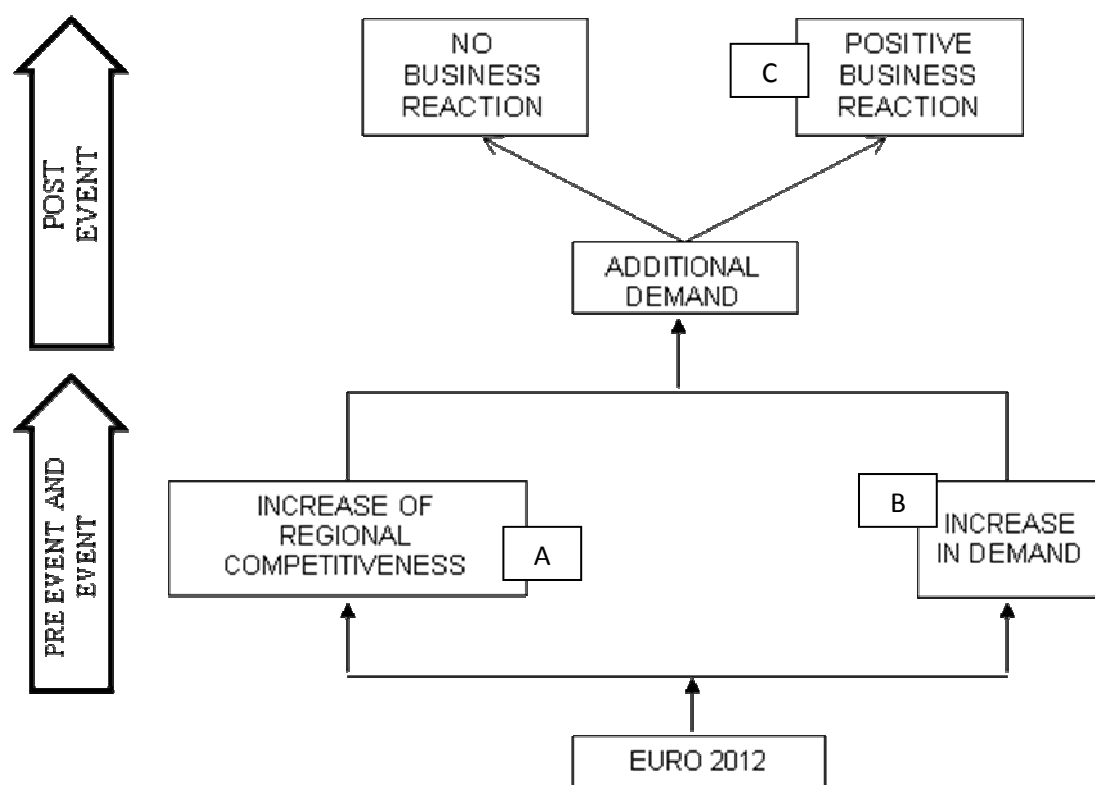 NO
BUSINESS
REACTION
C
POSITIVE
BUSINESS
REACTION
POST
EVENT
ADDITIONAL
DEMAND
PRE EVENT AND
EVENT
INCREASE OF
REGIONAL
COMPETITIVENESS
A
B
INCREASE
IN DEMAND
EURO 2012